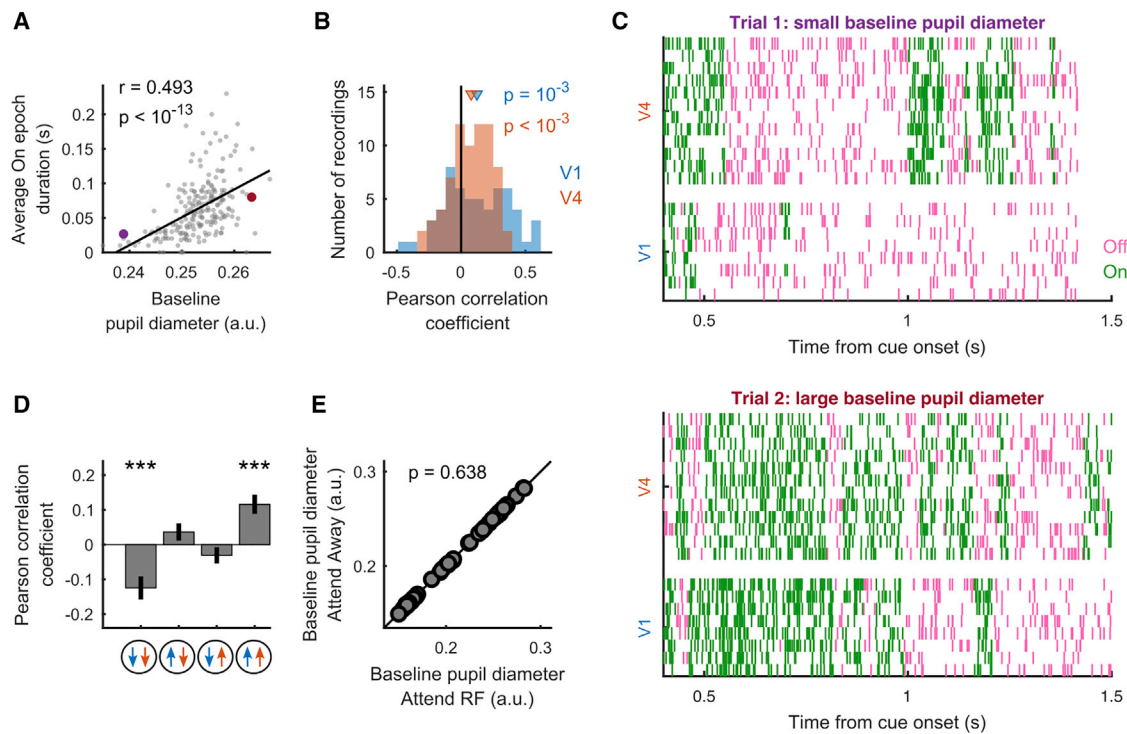 A
r = 0.493
p < 10-13
Average On epoch
duration (s)
0.2
0.15
0.1
0.05
0
0.24
0.25
0.26
Baseline
pupil diameter (a.u.)
B
15
10
5
0
p = 10-3
p < 10-3
V1
V4
Number of recordings
-0.5
0
0.5
Pearson correlation
coefficient
C
Trial 1: small baseline pupil diameter
V4
V1
Off
On
0.5
1
1.5
Time from cue onset (s)
Trial 2: large baseline pupil diameter
V4
V1
0.5
1
1.5
Time from cue onset (s)
D
***
***
Pearson correlation
coefficient
0.2
0.1
0
-0.1
-0.2
E
p = 0.638
Baseline pupil diameter
Attend Away (a.u.)
0.3
0.2
0.2
0.3
Baseline pupil diameter
Attend RF (a.u.)